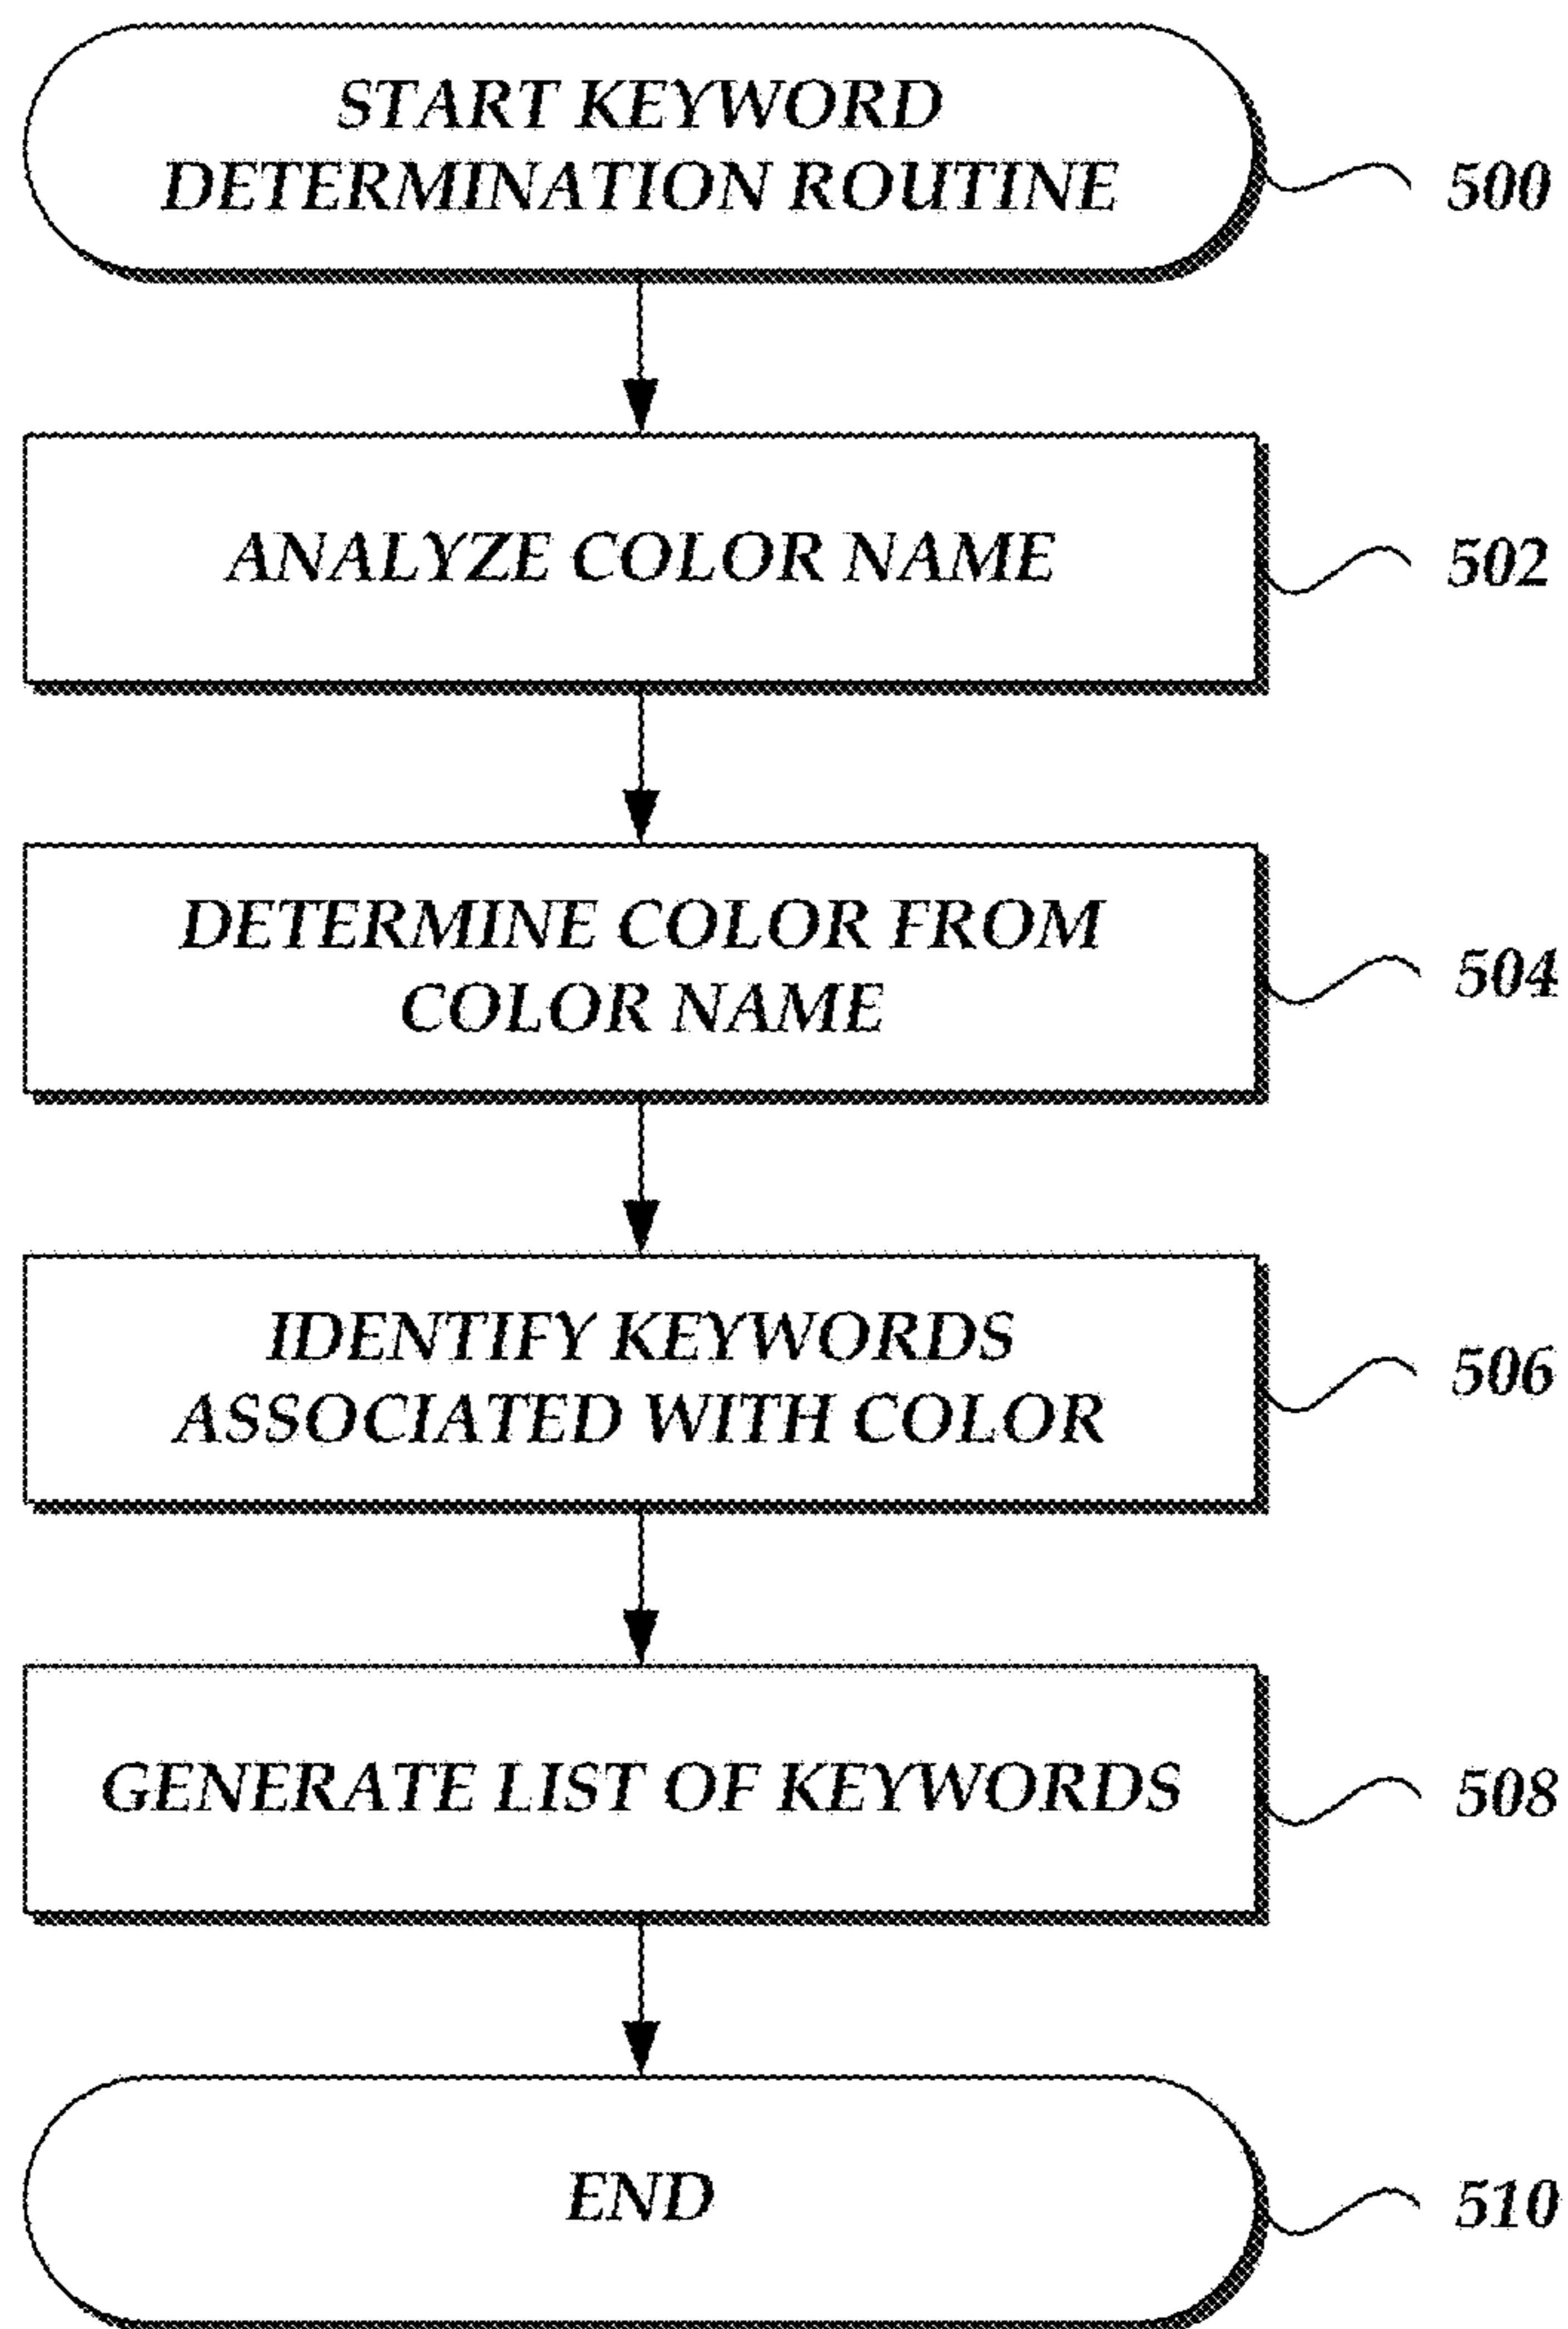 START KEYWORD
DETERMINATION ROUTINE
500
ANALYZE COLOR NAME
502
DETERMINE COLOR FROM
COLOR NAME
504
IDENTIFY KEYWORDS
ASSOCIATED WITH COLOR
506
GENERATE LIST OF KEYWORDS
508
END
510